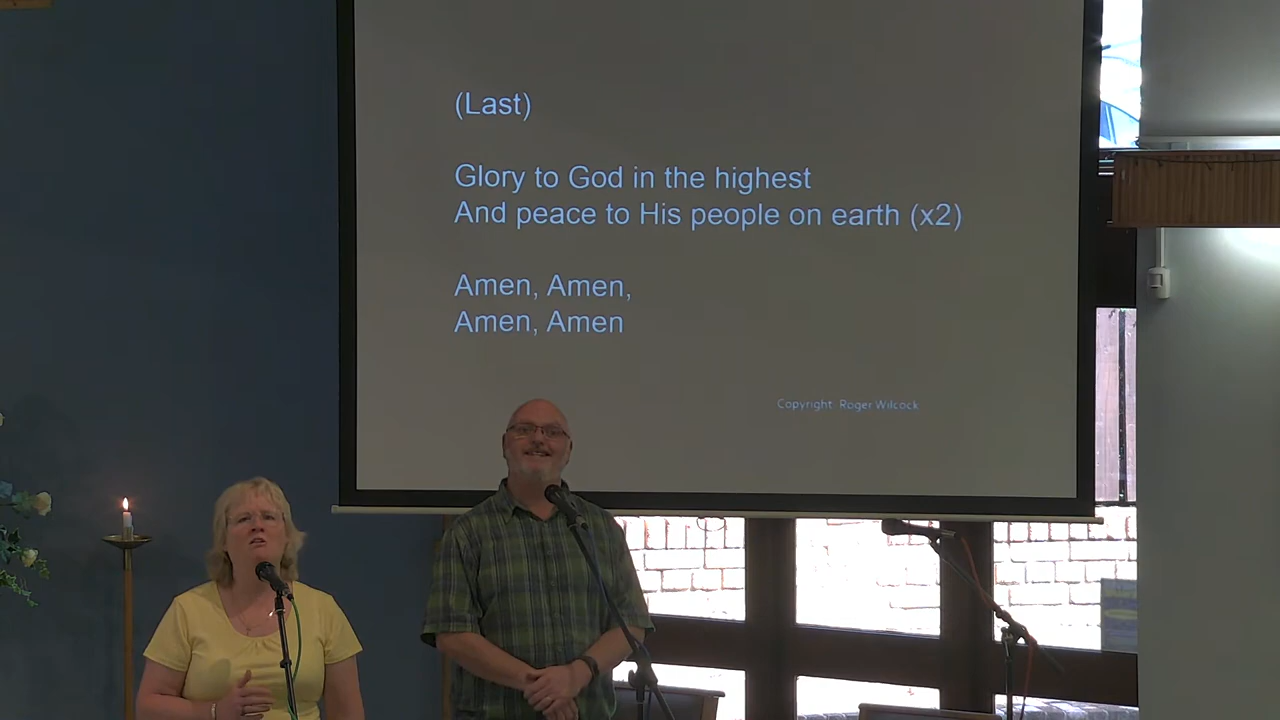 (Last)
Glory to God in the highest
And peace to His people on earth (x2)
Amen, Amen,
Amen, Amen
Copyright: Roger Wilcock